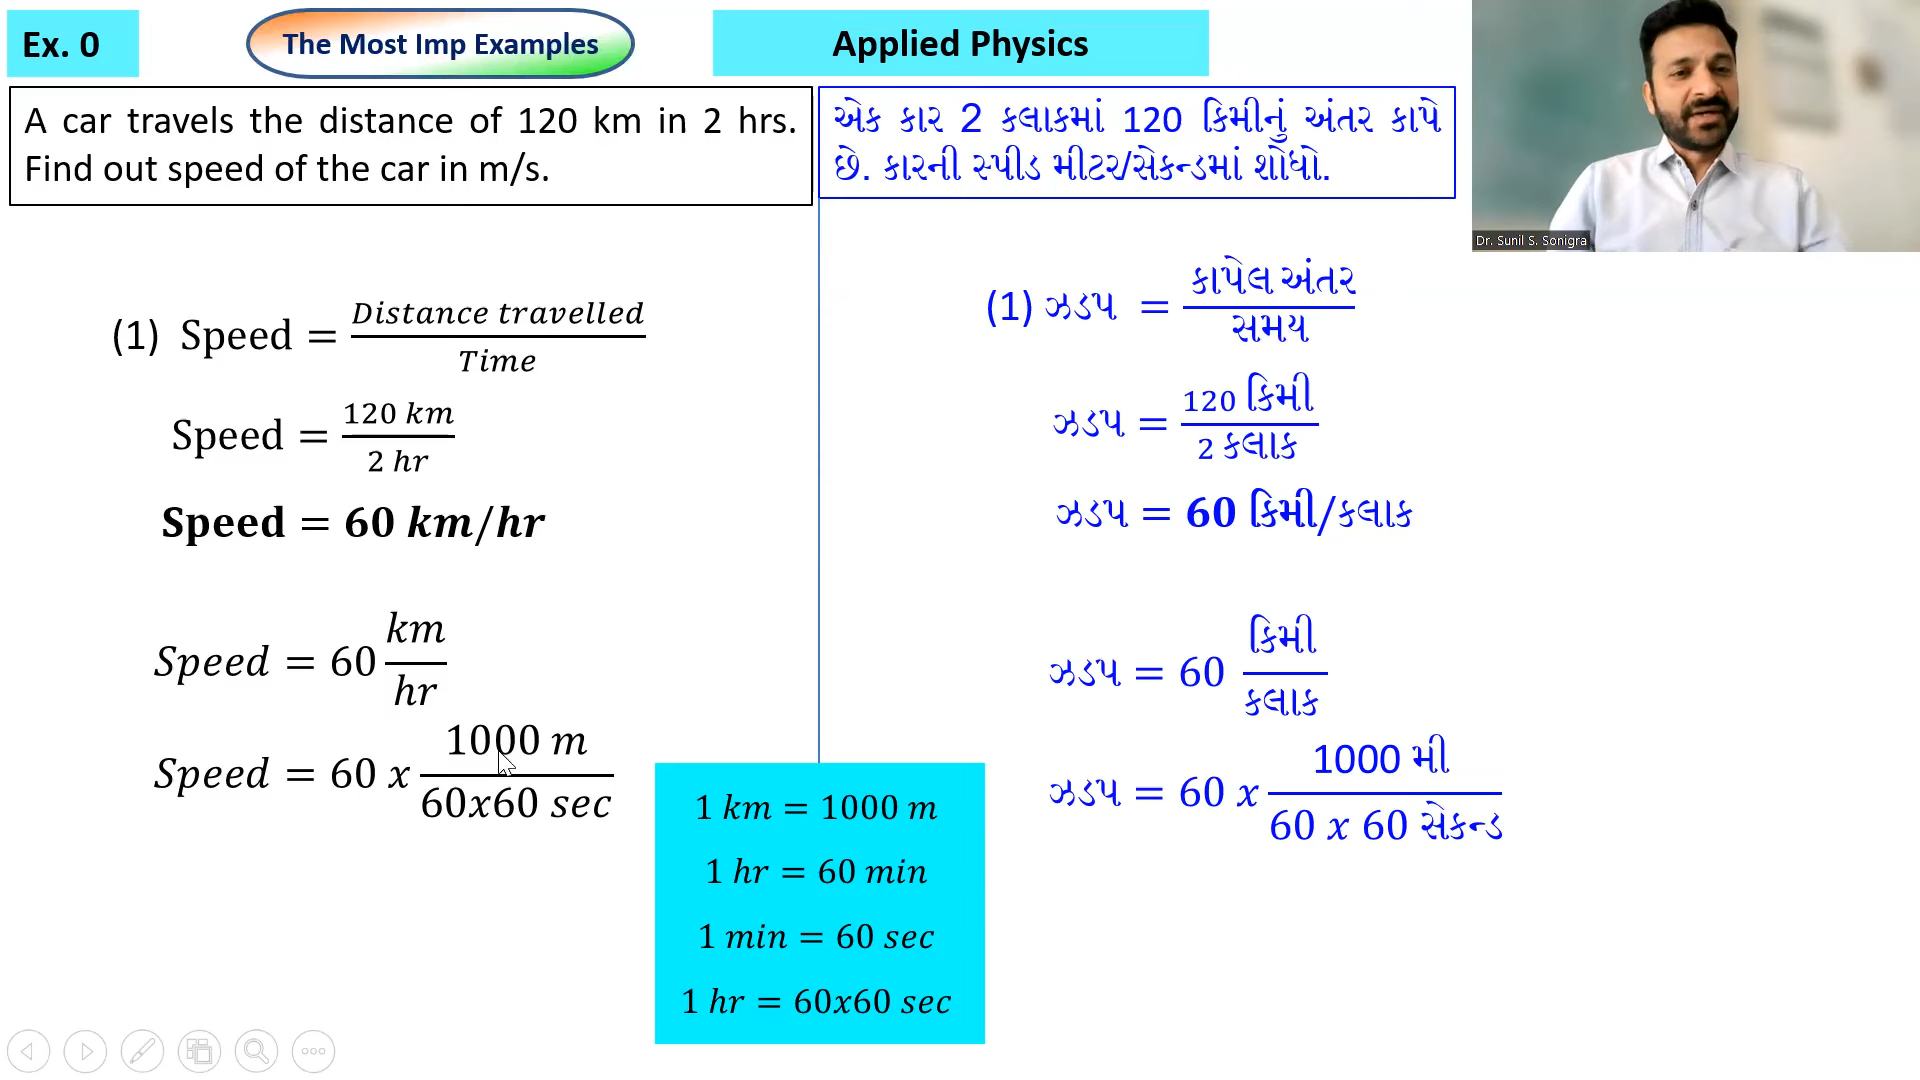 Ex. 0
The Most Imp Examples
Applied Physics
A car travels the distance of 120 km in 2 hrs.
Find out speed of the car in m/s.
એક કાર 2 કલાકમાં 120 કિમીનું અંતર કાપે
છે. કારની સ્પીડ મીટર/સેકન્ડમાં શોધો.
Dr. Sunil S. Sonigra
(1) Speed = Distance travelled / Time
Speed = 120 km / 2 hr
Speed = 60 km/hr
Speed = 60 km / hr
Speed = 60 x 1000 m / 60x60 sec
1 km = 1000 m
1 hr = 60 min
1 min = 60 sec
1 hr = 60x60 sec
(1) ઝડપ = કાપેલ અંતર / સમય
ઝડપ = 120 કિમી / 2 કલાક
ઝડપ = 60 કિમી/કલાક
ઝડપ = 60 કિમી / કલાક
ઝડપ = 60 x 1000 મી / 60 x 60 સેકન્ડ